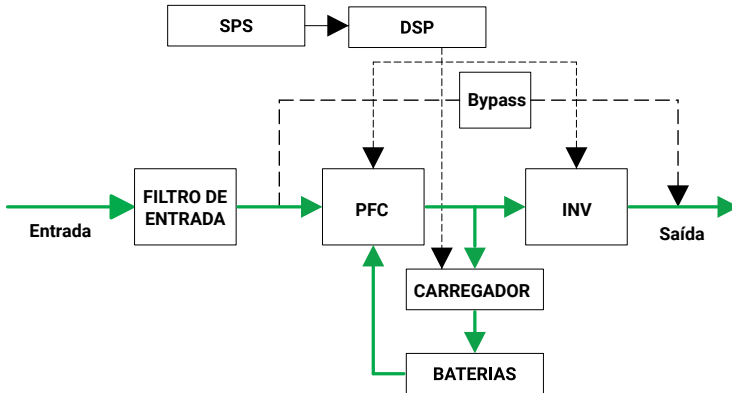 SPS
DSP
Bypass
FILTRO DE
ENTRADA
PFC
INV
Entrada
Saída
CARREGADOR
BATERIAS